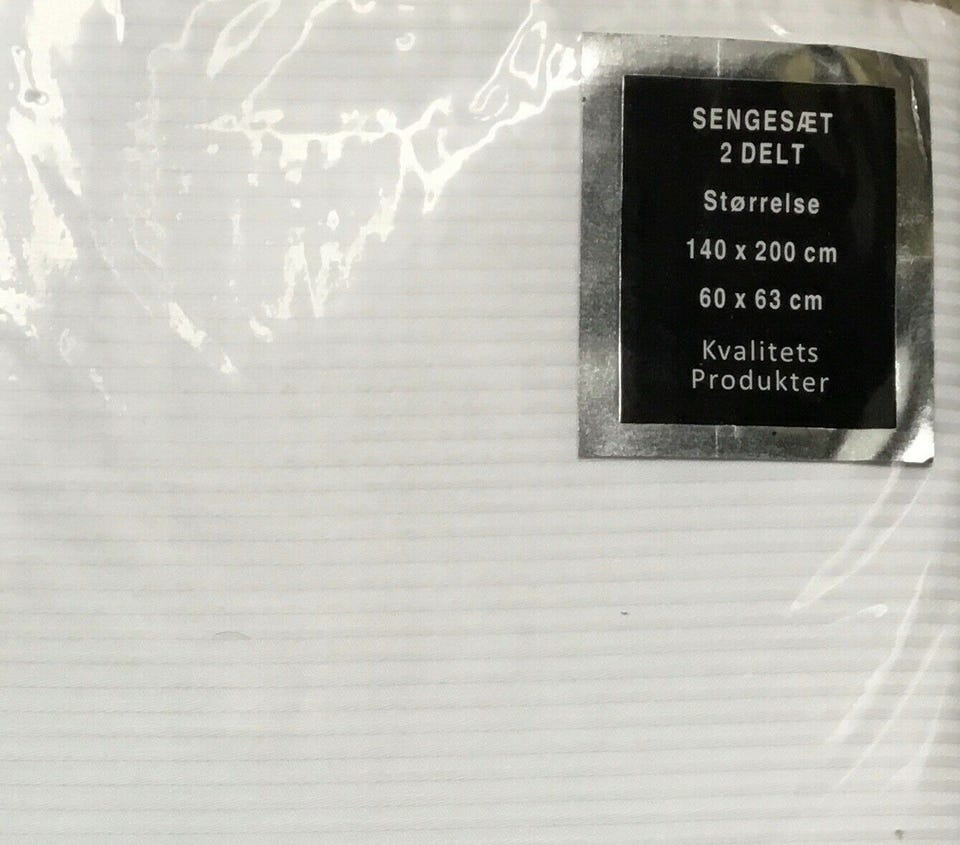 SENGESÆT
2 DELT
Størrelse
140 x 200 cm
60 x 63 cm
Kvalitets
Produkter